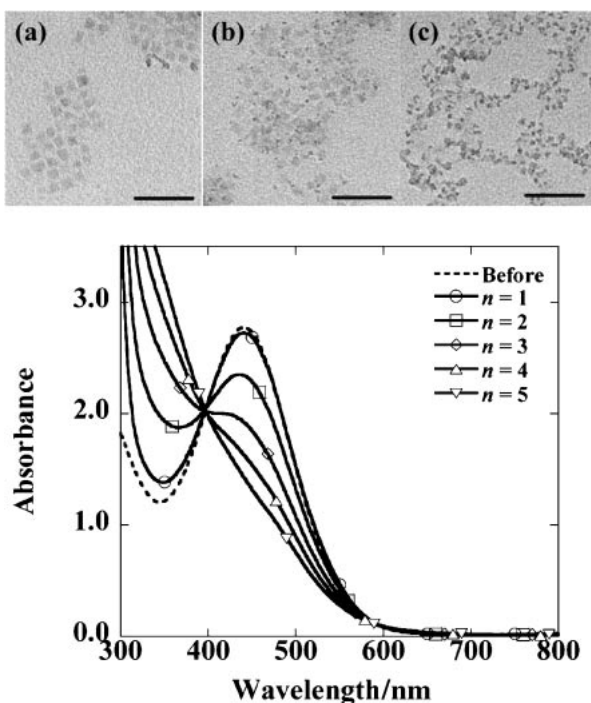 (a) (b) (c)
3.0
2.0
1.0
0.0
Absorbance
Before
n = 1
n = 2
n = 3
n = 4
n = 5
300 400 500 600 700 800
Wavelength/nm